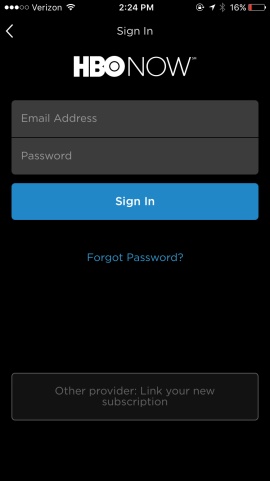 Verizon 2:24 PM 16%
Sign In
HBO NOW℠
Email Address
Password
Sign In
Forgot Password?
Other provider: Link your new
subscription